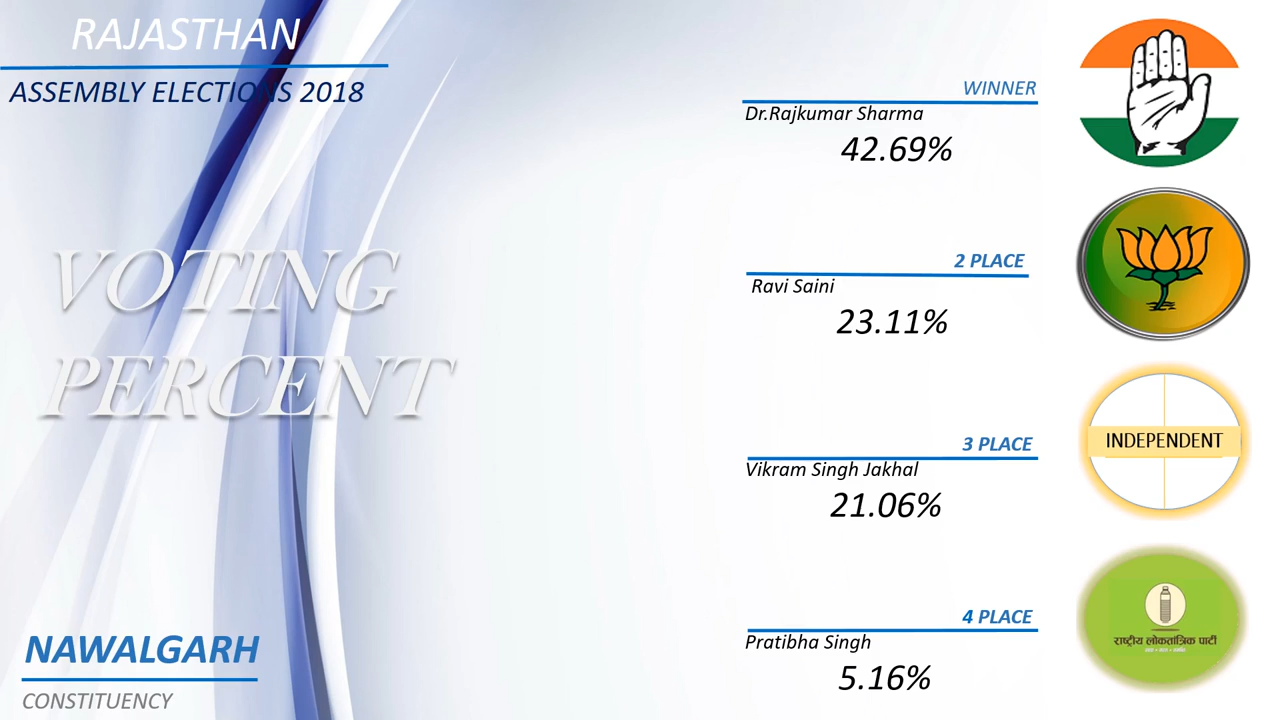 RAJASTHAN
ASSEMBLY ELECTIONS 2018
VOTING
PERCENT
NAWALGARH
CONSTITUENCY
WINNER
Dr.Rajkumar Sharma
42.69%
2 PLACE
Ravi Saini
23.11%
3 PLACE
Vikram Singh Jakhal
21.06%
INDEPENDENT
4 PLACE
Pratibha Singh
5.16%
राष्ट्रीय लोकतांत्रिक पार्टी